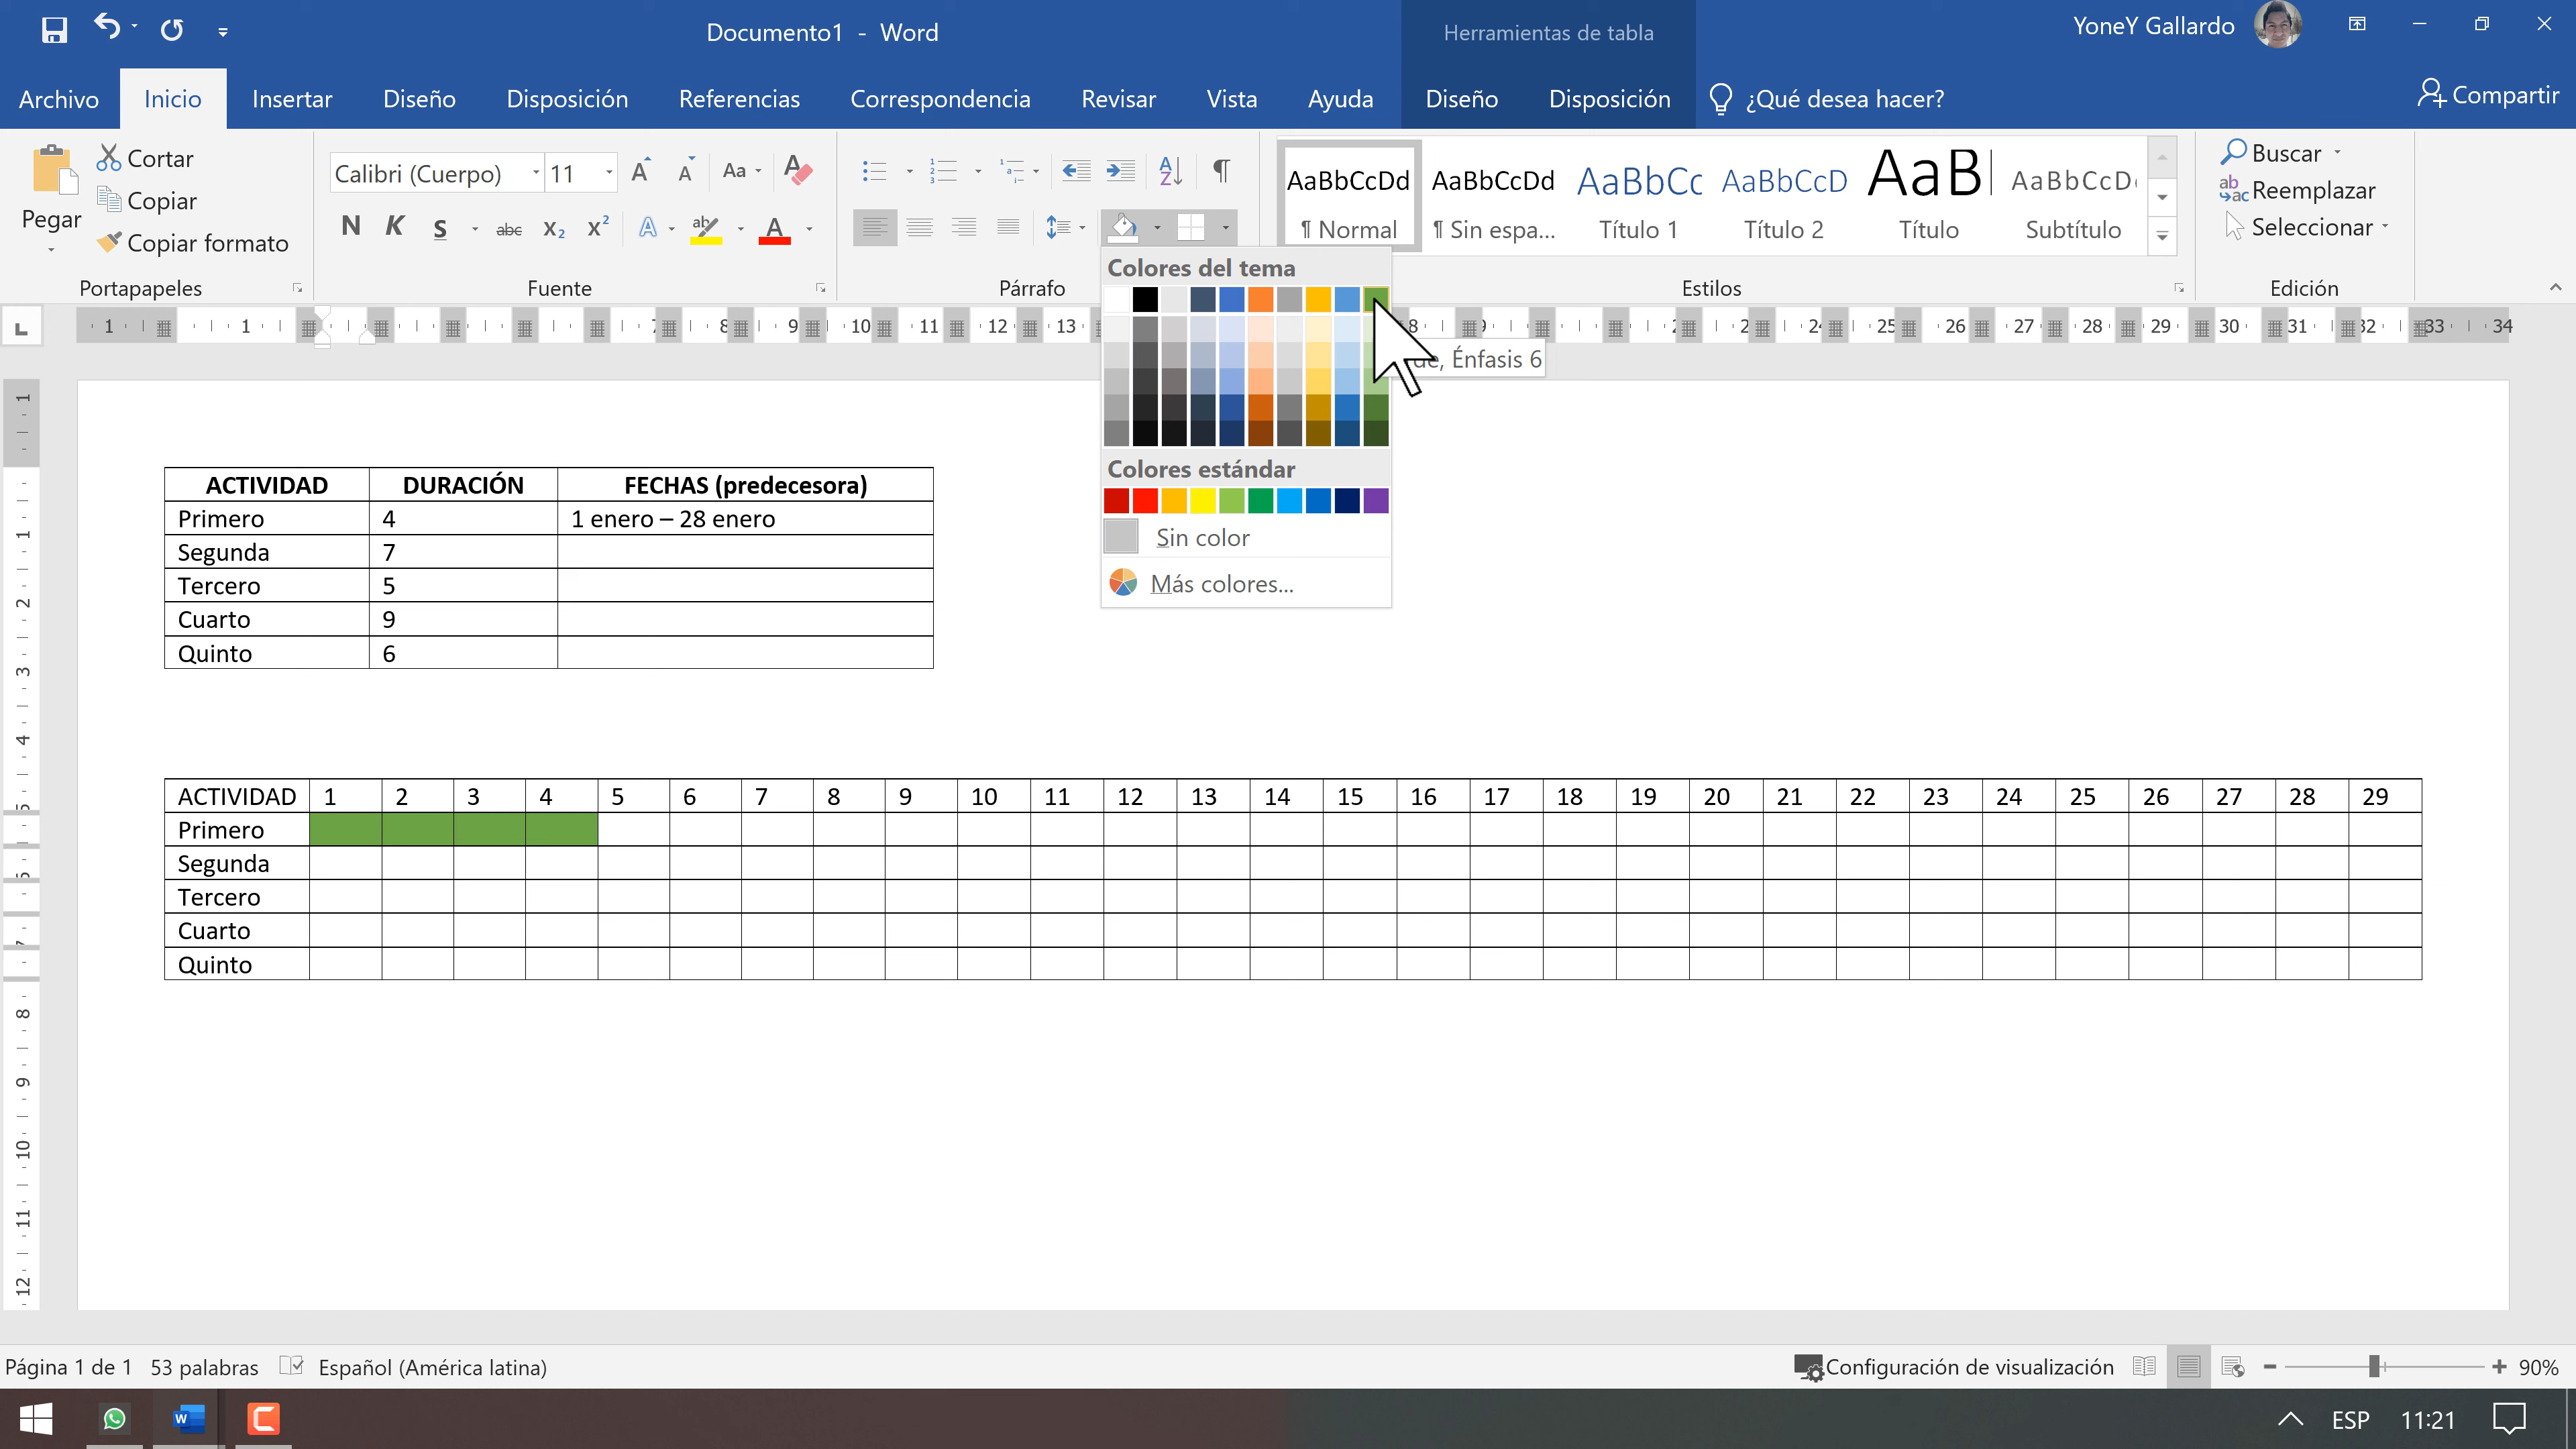 Documento1 - Word
Herramientas de tabla
YoneY Gallardo
Archivo Inicio Insertar Diseño Disposición Referencias Correspondencia Revisar Vista Ayuda Diseño Disposición ¿Qué desea hacer? Compartir
Pegar
Cortar
Copiar
Copiar formato
Portapapeles
Calibri (Cuerpo) 11
Aa
N K S abc X₂ X² A ab A
Fuente
Párrafo
AaBbCcDd AaBbCcDd AaBbCc AaBbCcD AaB AaBbCcD
¶ Normal ¶ Sin espa... Título 1 Título 2 Título Subtítulo
Estilos
Buscar
Reemplazar
Seleccionar
Edición
Colores del tema
Énfasis 6
Colores estándar
Sin color
Más colores...
ACTIVIDAD DURACIÓN FECHAS (predecesora)
Primero 4 1 enero – 28 enero
Segunda 7
Tercero 5
Cuarto 9
Quinto 6
ACTIVIDAD 1 2 3 4 5 6 7 8 9 10 11 12 13 14 15 16 17 18 19 20 21 22 23 24 25 26 27 28 29
Primero
Segunda
Tercero
Cuarto
Quinto
Página 1 de 1 53 palabras Español (América latina) Configuración de visualización 90%
ESP 11:21